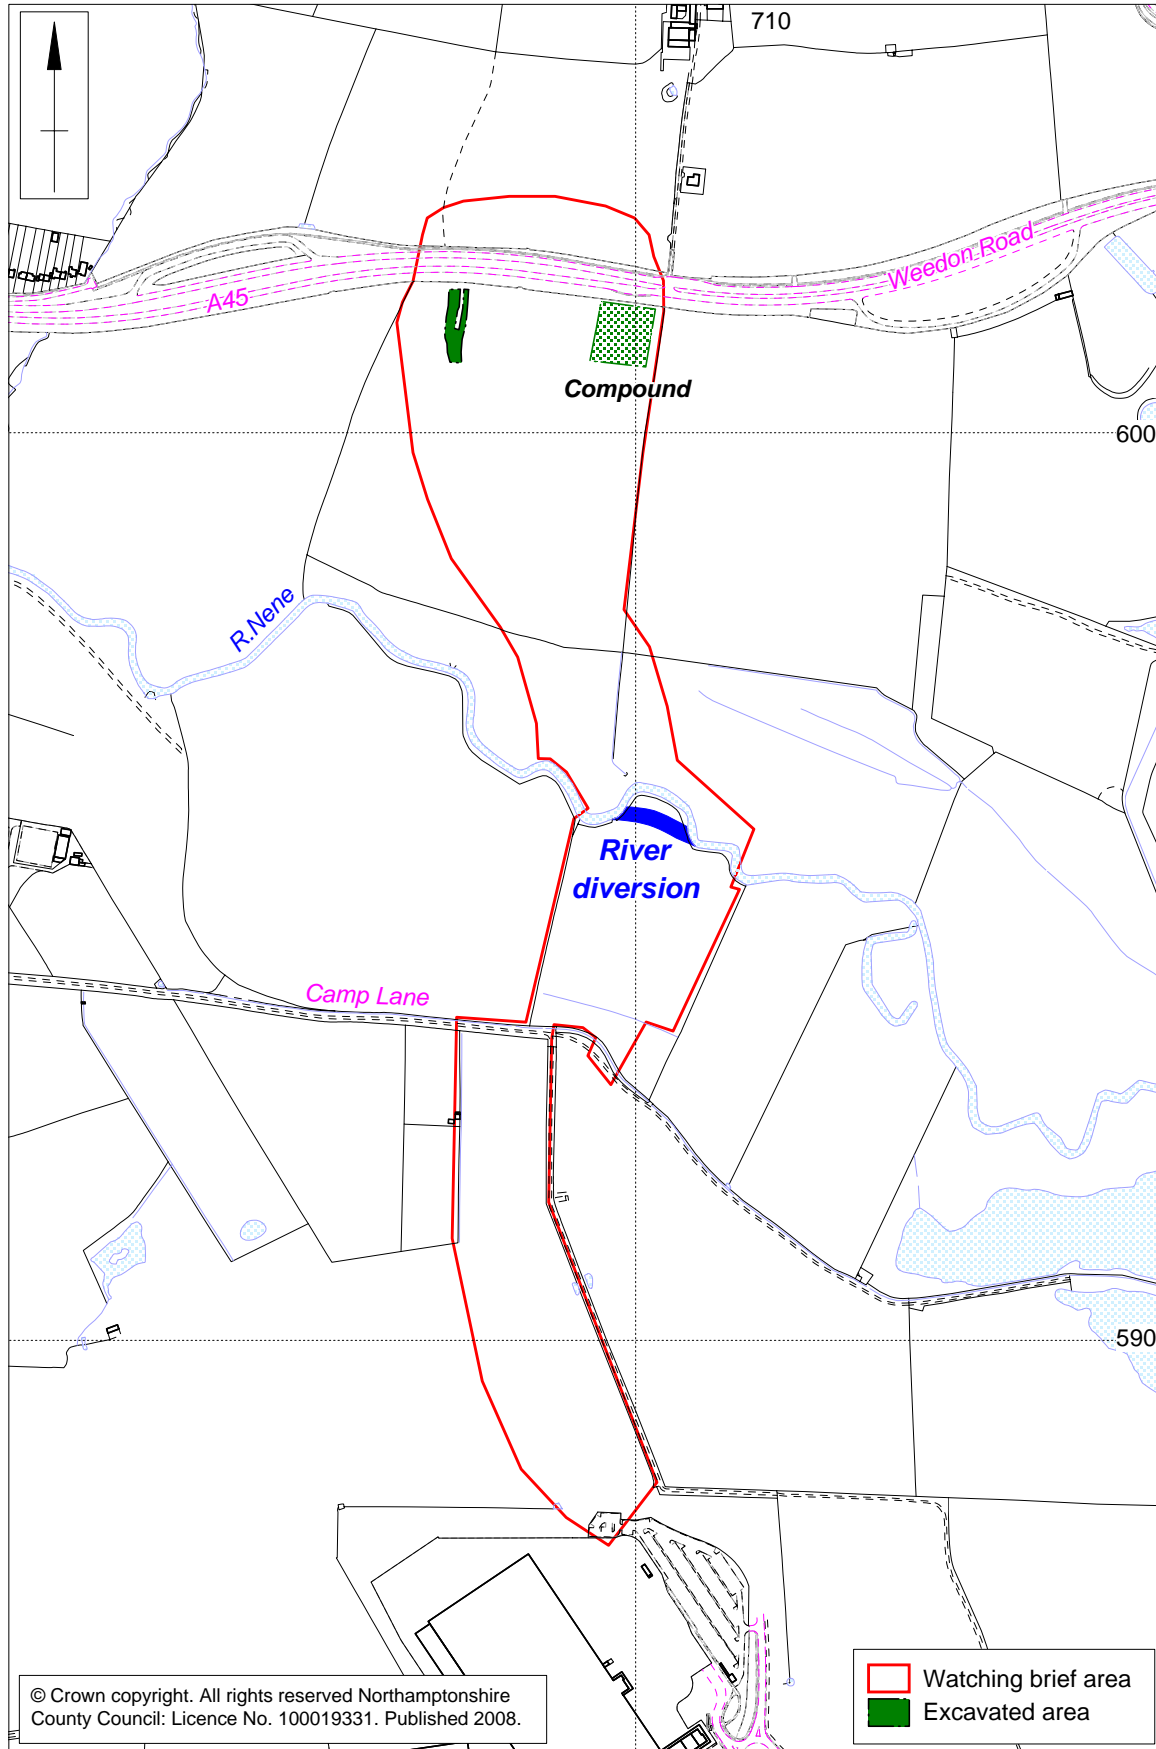 710
Weedon Road
A45
Compound
600
R.Nene
River
diversion
Camp Lane
590
© Crown copyright. All rights reserved Northamptonshire
County Council: Licence No. 100019331. Published 2008.
Watching brief area
Excavated area